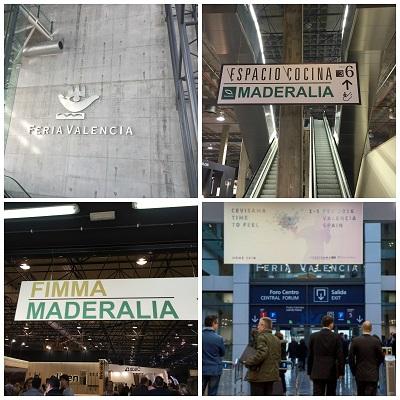 FERIA VALENCIA
ESPACIO COCINA
6
MADERALIA
FIMMA
MADERALIA
CEVISAMA
TIME
TO FEEL
1-5 FEB 2016
VALENCIA
SPAIN
FERIA VALENCIA
Foro Centro
CENTRAL FORUM
Salida
EXIT